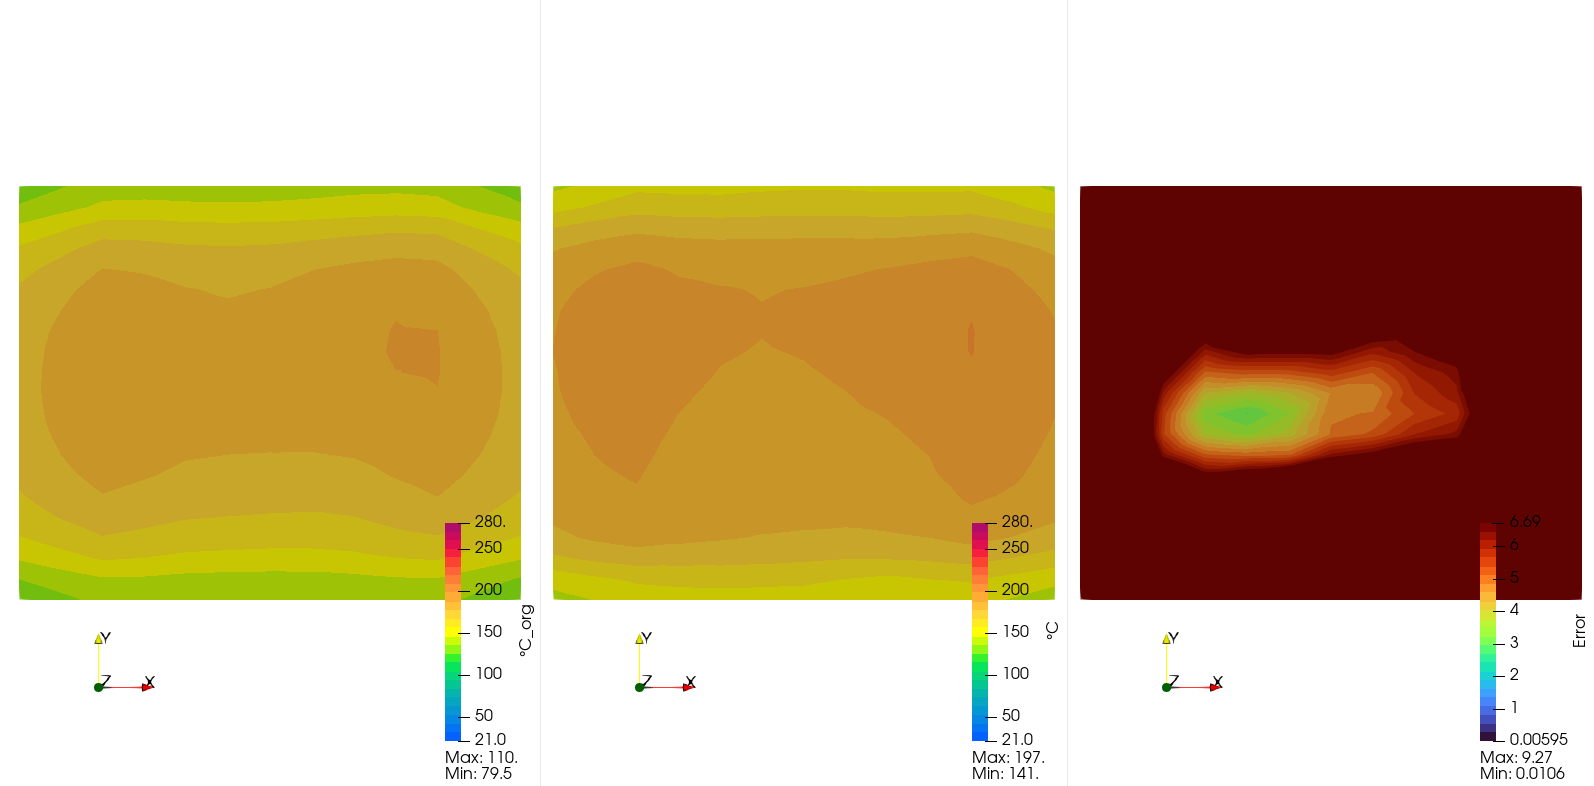 280.
250
200
150
100
50
21.0
°C_org
Max: 110.
Min: 79.5
Y
Z
X
280.
250
200
150
100
50
21.0
°C
Max: 197.
Min: 141.
Y
Z
X
6.69
6
5
4
3
2
1
0.00595
Error
Max: 9.27
Min: 0.0106
Y
Z
X